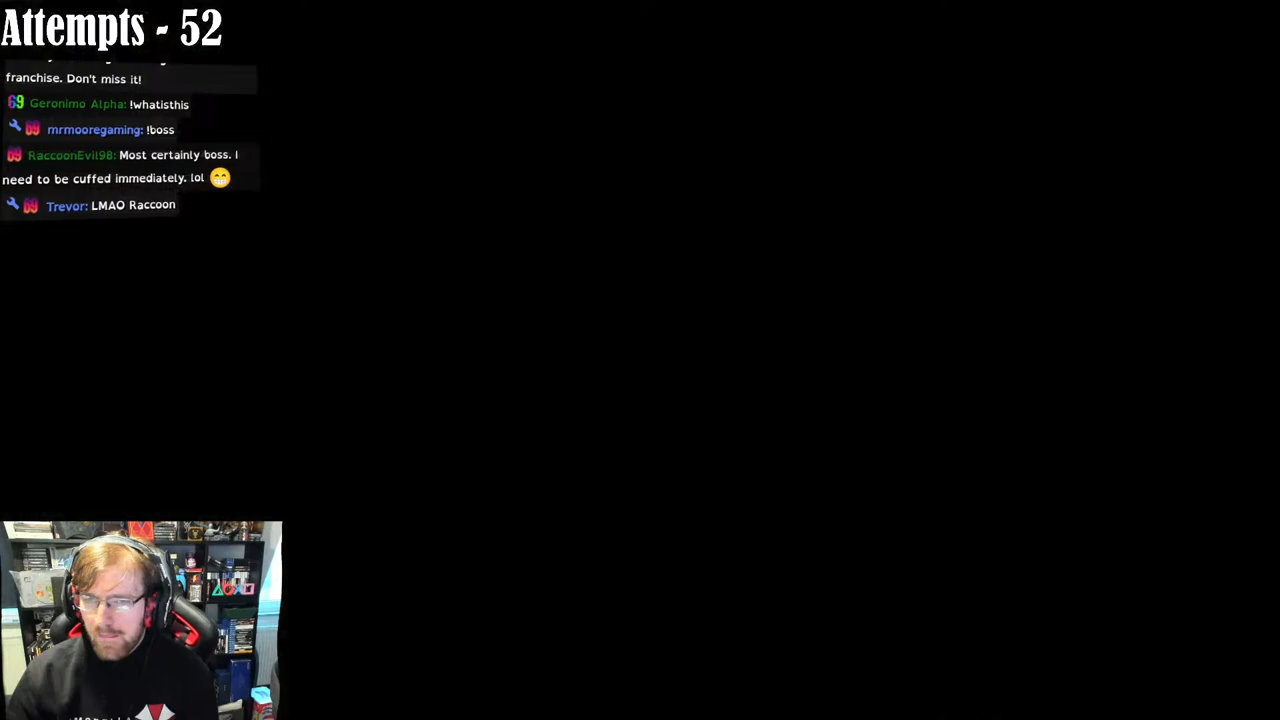 Attempts - 52
franchise. Don't miss it!
Geronimo Alpha: !whatisthis
mrmooregaming: !boss
RaccoonEvil98: Most certainly boss. I
need to be cuffed immediately. lol 😁
Trevor: LMAO Raccoon